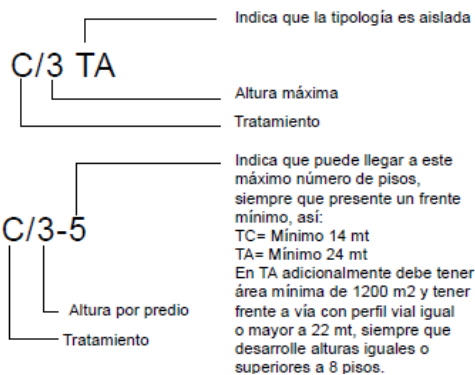 Indica que la tipología es aislada
C/3 TA
Altura máxima
Tratamiento
Indica que puede llegar a este
máximo número de pisos,
siempre que presente un frente
mínimo, así:
TC= Mínimo 14 mt
TA= Mínimo 24 mt
En TA adicionalmente debe tener
área mínima de 1200 m2 y tener
frente a vía con perfil vial igual
o mayor a 22 mt, siempre que
desarrolle alturas iguales o
superiores a 8 pisos.
C/3-5
Altura por predio
Tratamiento